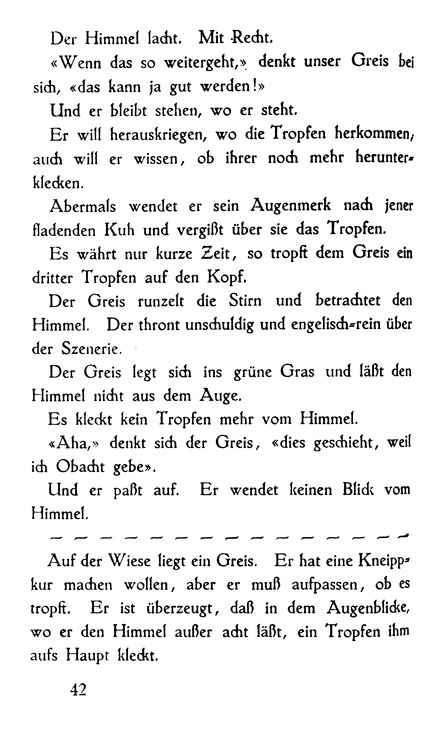 Der Himmel lacht. Mit Recht.
«Wenn das so weitergeht,» denkt unser Greis bei
sich, «das kann ja gut werden!»
Und er bleibt stehen, wo er steht.
Er will herauskriegen, wo die Tropfen herkommen,
auch will er wissen, ob ihrer noch mehr herunter-
klecken.
Abermals wendet er sein Augenmerk nach jener
fladenden Kuh und vergißt über sie das Tropfen.
Es währt nur kurze Zeit, so tropft dem Greis ein
dritter Tropfen auf den Kopf.
Der Greis runzelt die Stirn und betrachtet den
Himmel. Der thront unschuldig und engelisch-rein über
der Szenerie.
Der Greis legt sich ins grüne Gras und läßt den
Himmel nicht aus dem Auge.
Es kleckt kein Tropfen mehr vom Himmel.
«Aha,» denkt sich der Greis, «dies geschieht, weil
ich Obacht gebe».
Und er paßt auf. Er wendet keinen Blick vom
Himmel.
— — — — — — — — — — — — — — — —
Auf der Wiese liegt ein Greis. Er hat eine Kneipp-
kur machen wollen, aber er muß aufpassen, ob es
tropft. Er ist überzeugt, daß in dem Augenblicke,
wo er den Himmel außer acht läßt, ein Tropfen ihm
aufs Haupt kleckt.
42